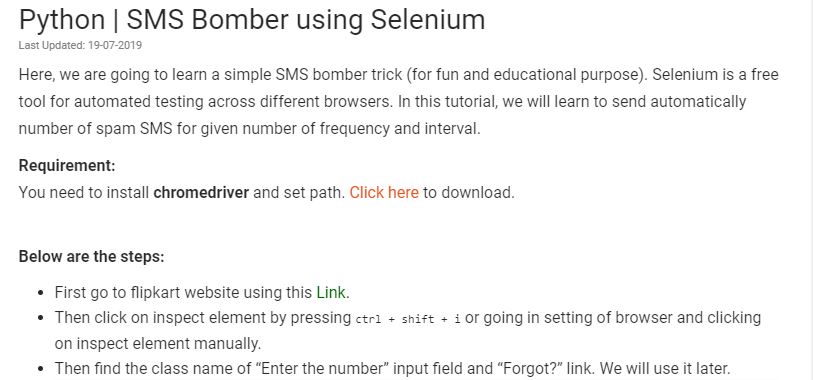 Python | SMS Bomber using Selenium
Last Updated: 19-07-2019
Here, we are going to learn a simple SMS bomber trick (for fun and educational purpose). Selenium is a free
tool for automated testing across different browsers. In this tutorial, we will learn to send automatically
number of spam SMS for given number of frequency and interval.
Requirement:
You need to install chromedriver and set path. Click here to download.
Below are the steps:
• First go to flipkart website using this Link.
• Then click on inspect element by pressing ctrl + shift + i or going in setting of browser and clicking
on inspect element manually.
• Then find the class name of “Enter the number” input field and “Forgot?” link. We will use it later.